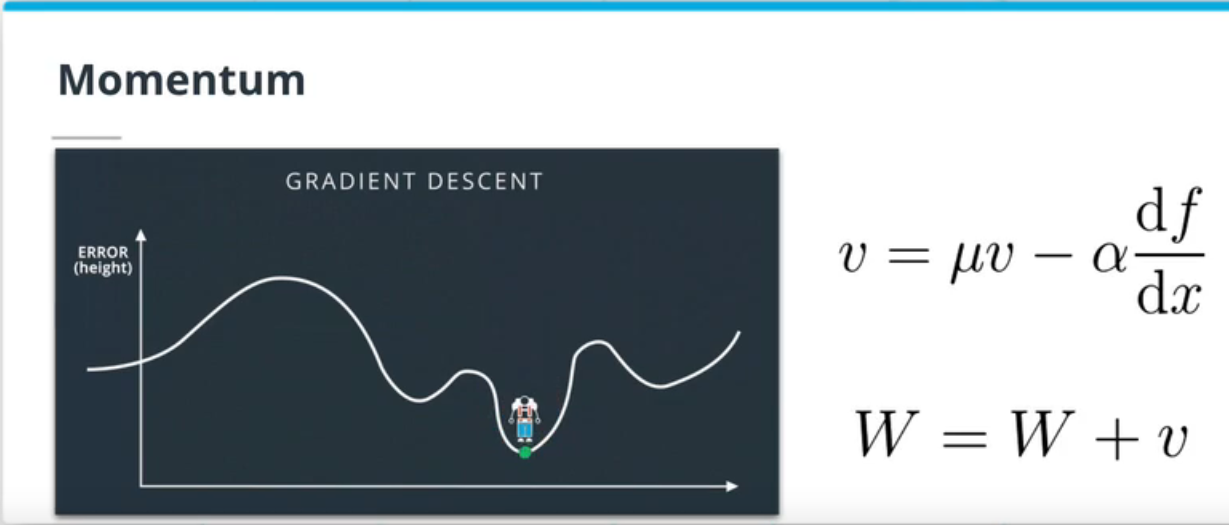 Momentum
GRADIENT DESCENT
ERROR
(height)
v = μv − α df/dx
W = W + v